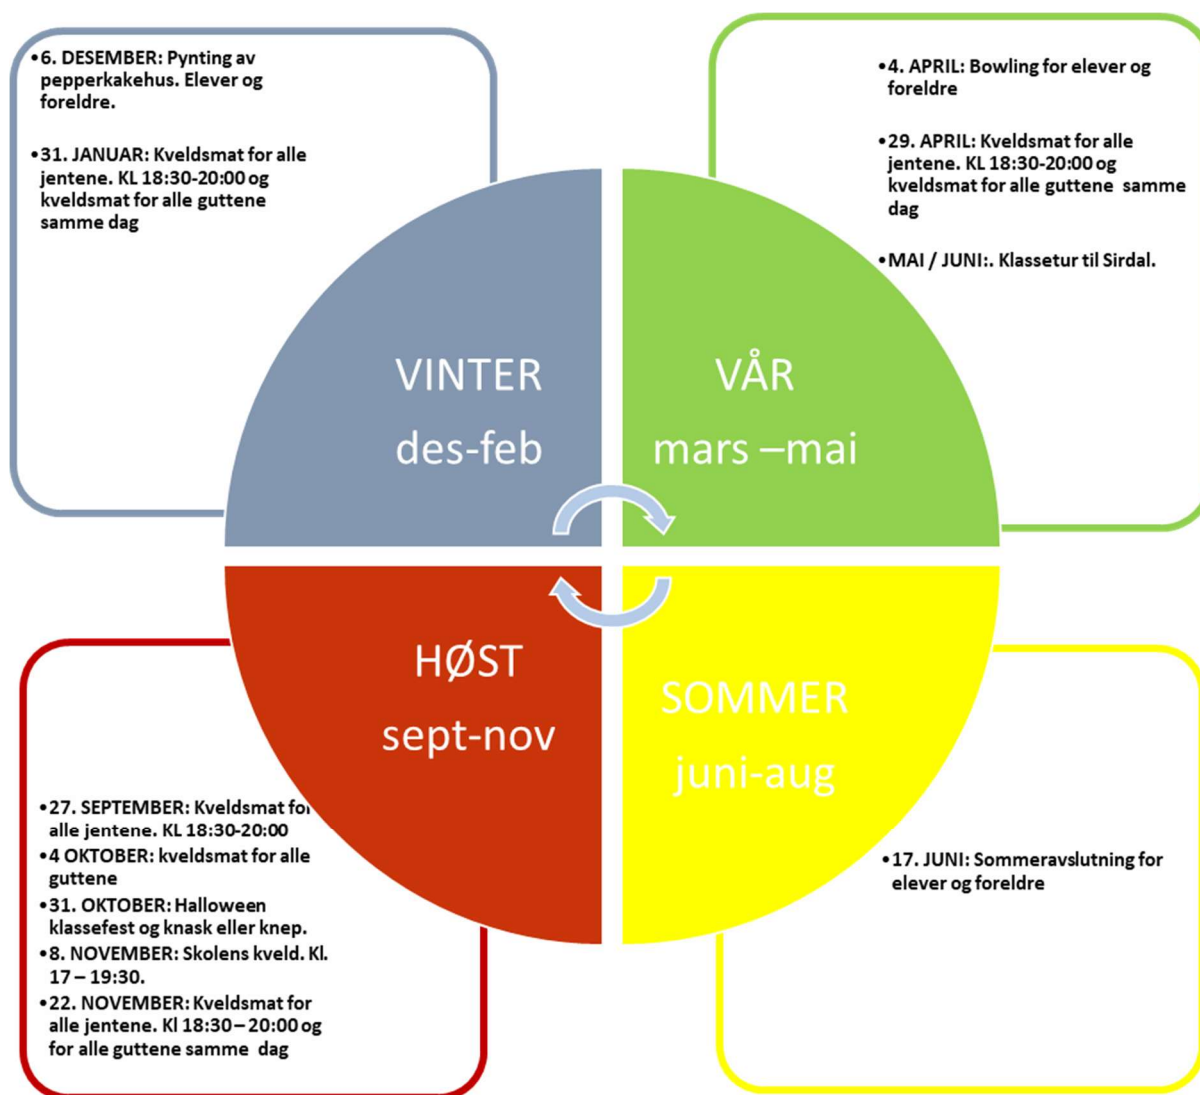 •6. DESEMBER: Pynting av
pepperkakehus. Elever og
foreldre.
•31. JANUAR: Kveldsmat for alle
jentene. KL 18:30-20:00 og
kveldsmat for alle guttene
samme dag
•4. APRIL: Bowling for elever og
foreldre
•29. APRIL: Kveldsmat for alle
jentene. KL 18:30-20:00 og
kveldsmat for alle guttene samme
dag
•MAI / JUNI:. Klassetur til Sirdal.
VINTER
des-feb
VÅR
mars –mai
HØST
sept-nov
SOMMER
juni-aug
•27. SEPTEMBER: Kveldsmat for
alle jentene. KL 18:30-20:00
•4 OKTOBER: kveldsmat for alle
guttene
•31. OKTOBER: Halloween
klassefest og knask eller knep.
•8. NOVEMBER: Skolens kveld. Kl.
17 – 19:30.
•22. NOVEMBER: Kveldsmat for
alle jentene. Kl 18:30 – 20:00 og
for alle guttene samme dag
•17. JUNI: Sommeravslutning for
elever og foreldre